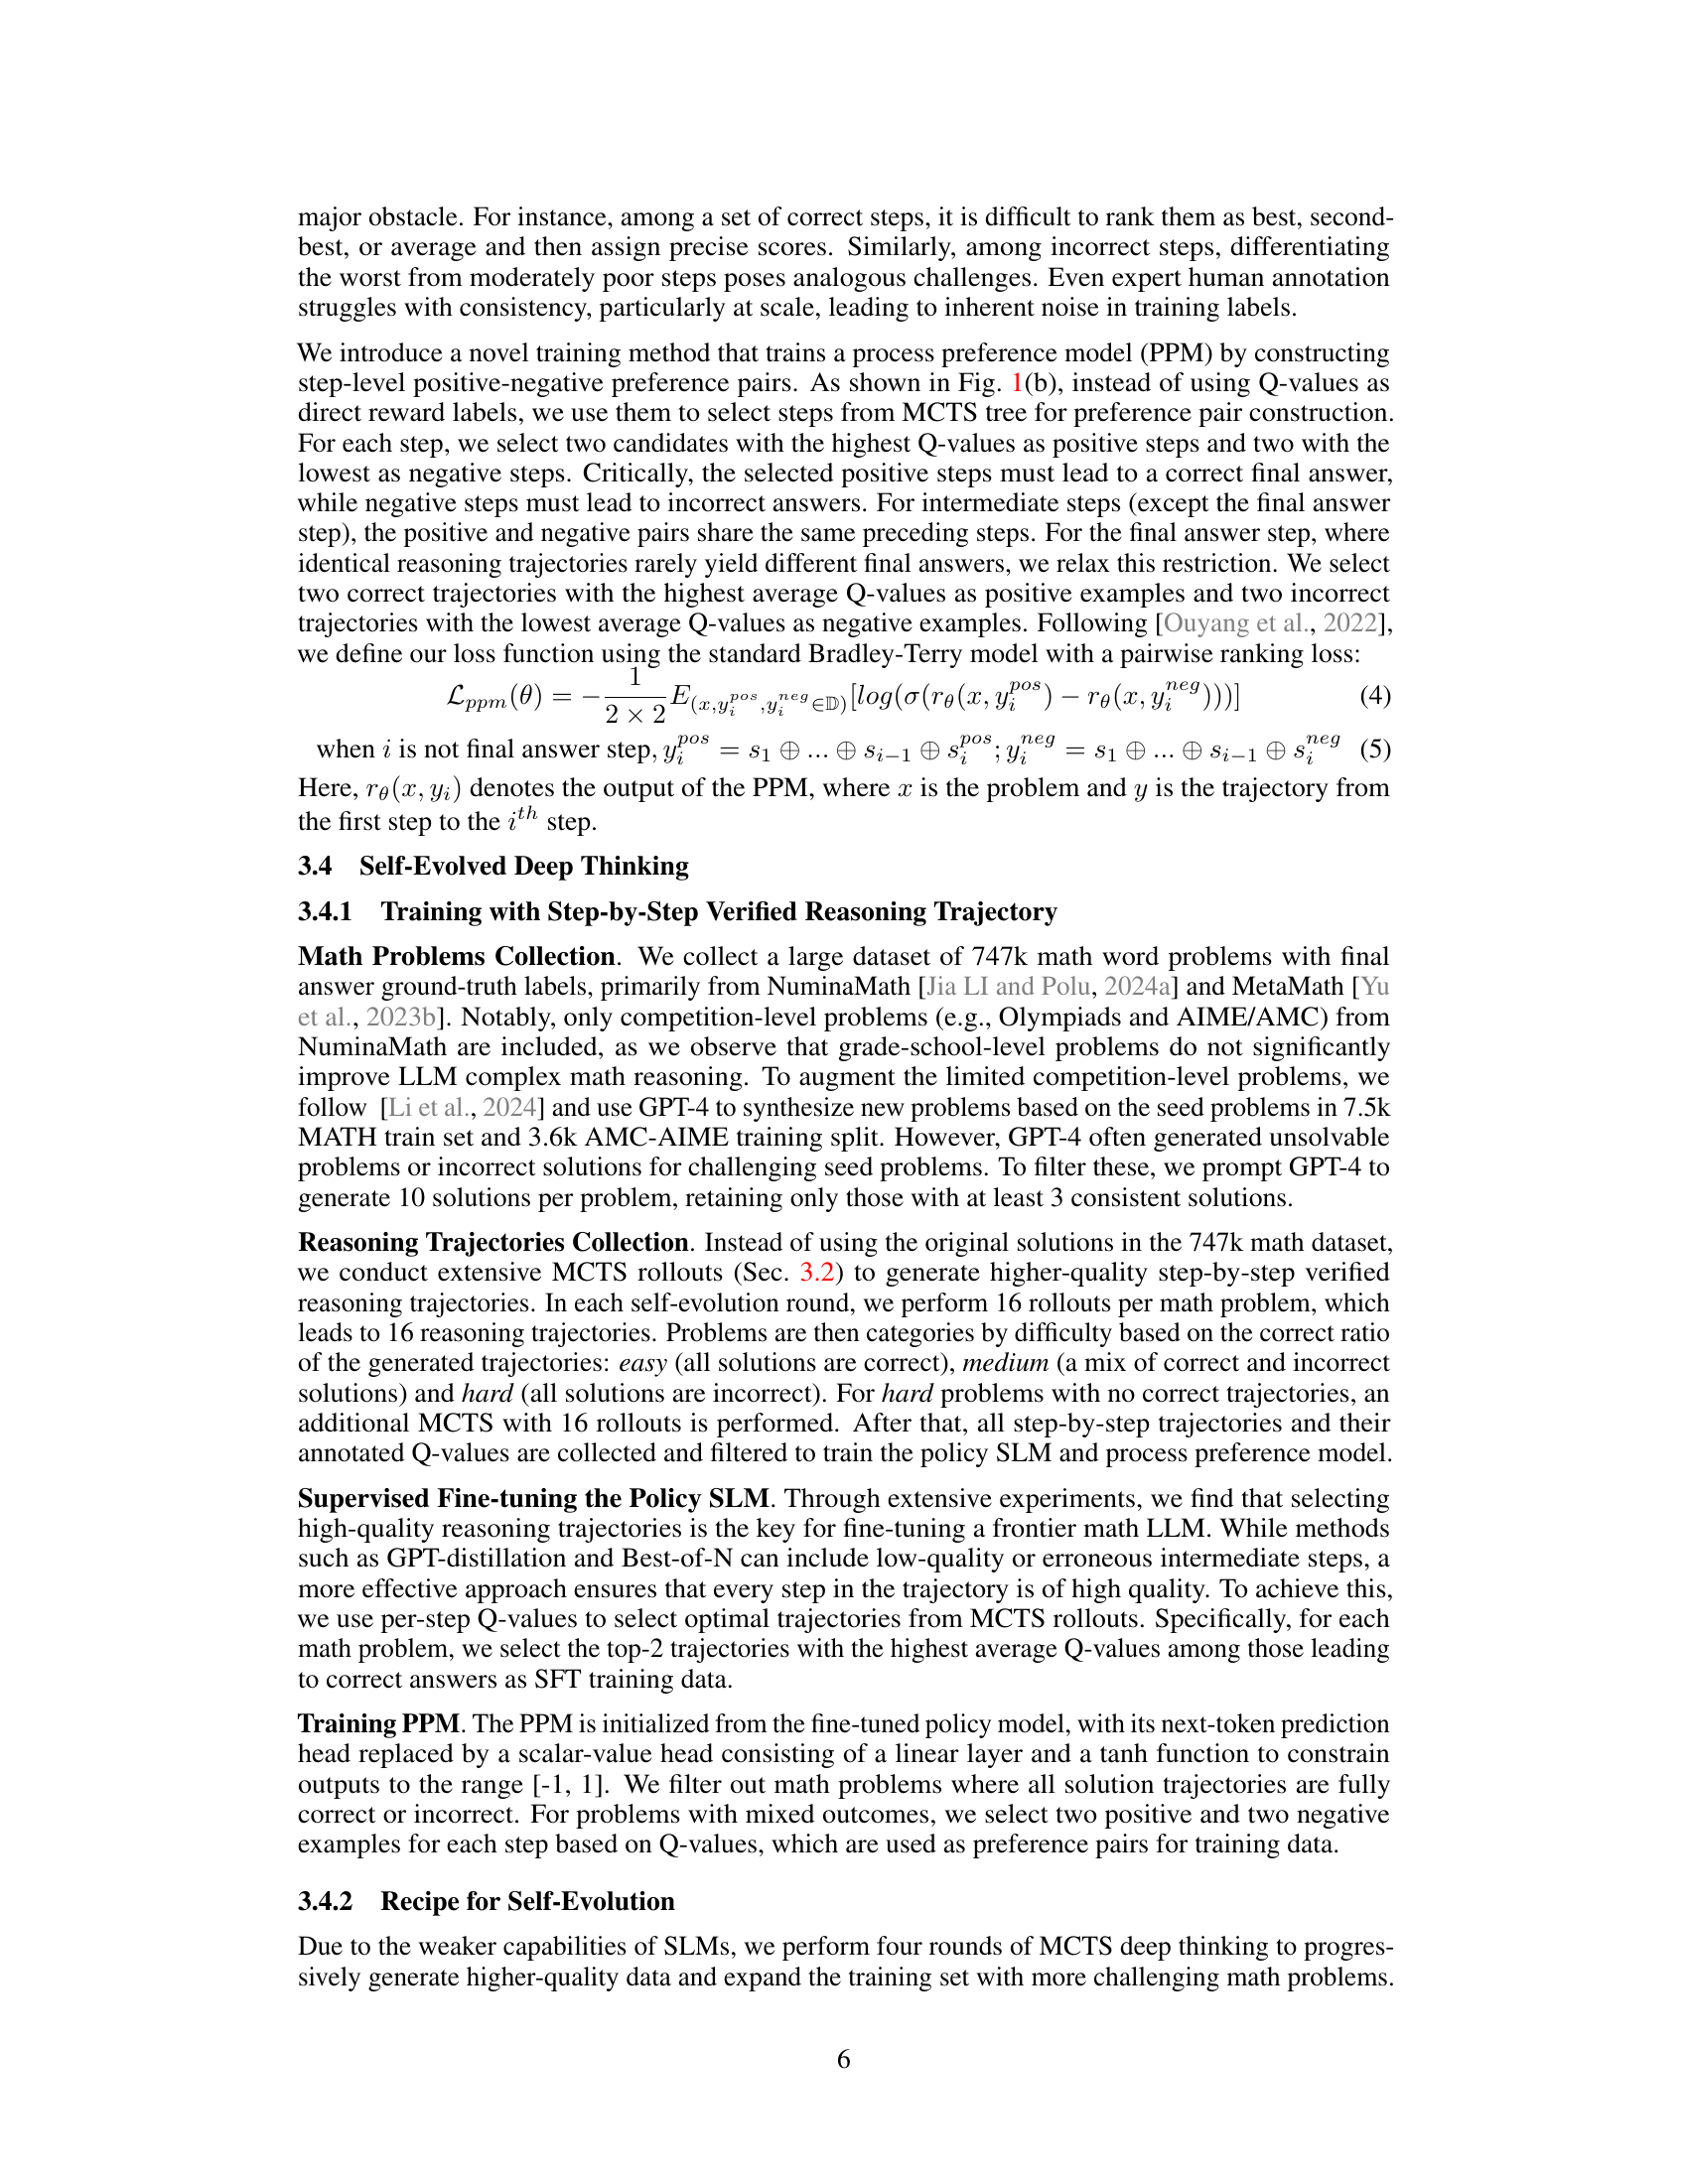 major obstacle. For instance, among a set of correct steps, it is difficult to rank them as best, second-
best, or average and then assign precise scores. Similarly, among incorrect steps, differentiating
the worst from moderately poor steps poses analogous challenges. Even expert human annotation
struggles with consistency, particularly at scale, leading to inherent noise in training labels.
We introduce a novel training method that trains a process preference model (PPM) by constructing
step-level positive-negative preference pairs. As shown in Fig. 1(b), instead of using Q-values as
direct reward labels, we use them to select steps from MCTS tree for preference pair construction.
For each step, we select two candidates with the highest Q-values as positive steps and two with the
lowest as negative steps. Critically, the selected positive steps must lead to a correct final answer,
while negative steps must lead to incorrect answers. For intermediate steps (except the final answer
step), the positive and negative pairs share the same preceding steps. For the final answer step, where
identical reasoning trajectories rarely yield different final answers, we relax this restriction. We select
two correct trajectories with the highest average Q-values as positive examples and two incorrect
trajectories with the lowest average Q-values as negative examples. Following [Ouyang et al., 2022],
we define our loss function using the standard Bradley-Terry model with a pairwise ranking loss:
$\mathcal{L}_{ppm}(\theta) = -\frac{1}{2 \times 2} E_{(x, y_i^{pos}, y_i^{neg} \in \mathbb{D})}[log(\sigma(r_\theta(x, y_i^{pos}) - r_\theta(x, y_i^{neg})))]$ (4)
when $i$ is not final answer step, $y_i^{pos} = s_1 \oplus ... \oplus s_{i-1} \oplus s_i^{pos}; y_i^{neg} = s_1 \oplus ... \oplus s_{i-1} \oplus s_i^{neg}$ (5)
Here, $r_\theta(x, y_i)$ denotes the output of the PPM, where $x$ is the problem and $y$ is the trajectory from
the first step to the $i^{th}$ step.
3.4 Self-Evolved Deep Thinking
3.4.1 Training with Step-by-Step Verified Reasoning Trajectory
Math Problems Collection. We collect a large dataset of 747k math word problems with final
answer ground-truth labels, primarily from NuminaMath [Jia LI and Polu, 2024a] and MetaMath [Yu
et al., 2023b]. Notably, only competition-level problems (e.g., Olympiads and AIME/AMC) from
NuminaMath are included, as we observe that grade-school-level problems do not significantly
improve LLM complex math reasoning. To augment the limited competition-level problems, we
follow [Li et al., 2024] and use GPT-4 to synthesize new problems based on the seed problems in 7.5k
MATH train set and 3.6k AMC-AIME training split. However, GPT-4 often generated unsolvable
problems or incorrect solutions for challenging seed problems. To filter these, we prompt GPT-4 to
generate 10 solutions per problem, retaining only those with at least 3 consistent solutions.
Reasoning Trajectories Collection. Instead of using the original solutions in the 747k math dataset,
we conduct extensive MCTS rollouts (Sec. 3.2) to generate higher-quality step-by-step verified
reasoning trajectories. In each self-evolution round, we perform 16 rollouts per math problem, which
leads to 16 reasoning trajectories. Problems are then categories by difficulty based on the correct ratio
of the generated trajectories: easy (all solutions are correct), medium (a mix of correct and incorrect
solutions) and hard (all solutions are incorrect). For hard problems with no correct trajectories, an
additional MCTS with 16 rollouts is performed. After that, all step-by-step trajectories and their
annotated Q-values are collected and filtered to train the policy SLM and process preference model.
Supervised Fine-tuning the Policy SLM. Through extensive experiments, we find that selecting
high-quality reasoning trajectories is the key for fine-tuning a frontier math LLM. While methods
such as GPT-distillation and Best-of-N can include low-quality or erroneous intermediate steps, a
more effective approach ensures that every step in the trajectory is of high quality. To achieve this,
we use per-step Q-values to select optimal trajectories from MCTS rollouts. Specifically, for each
math problem, we select the top-2 trajectories with the highest average Q-values among those leading
to correct answers as SFT training data.
Training PPM. The PPM is initialized from the fine-tuned policy model, with its next-token prediction
head replaced by a scalar-value head consisting of a linear layer and a tanh function to constrain
outputs to the range [-1, 1]. We filter out math problems where all solution trajectories are fully
correct or incorrect. For problems with mixed outcomes, we select two positive and two negative
examples for each step based on Q-values, which are used as preference pairs for training data.
3.4.2 Recipe for Self-Evolution
Due to the weaker capabilities of SLMs, we perform four rounds of MCTS deep thinking to progres-
sively generate higher-quality data and expand the training set with more challenging math problems.
6